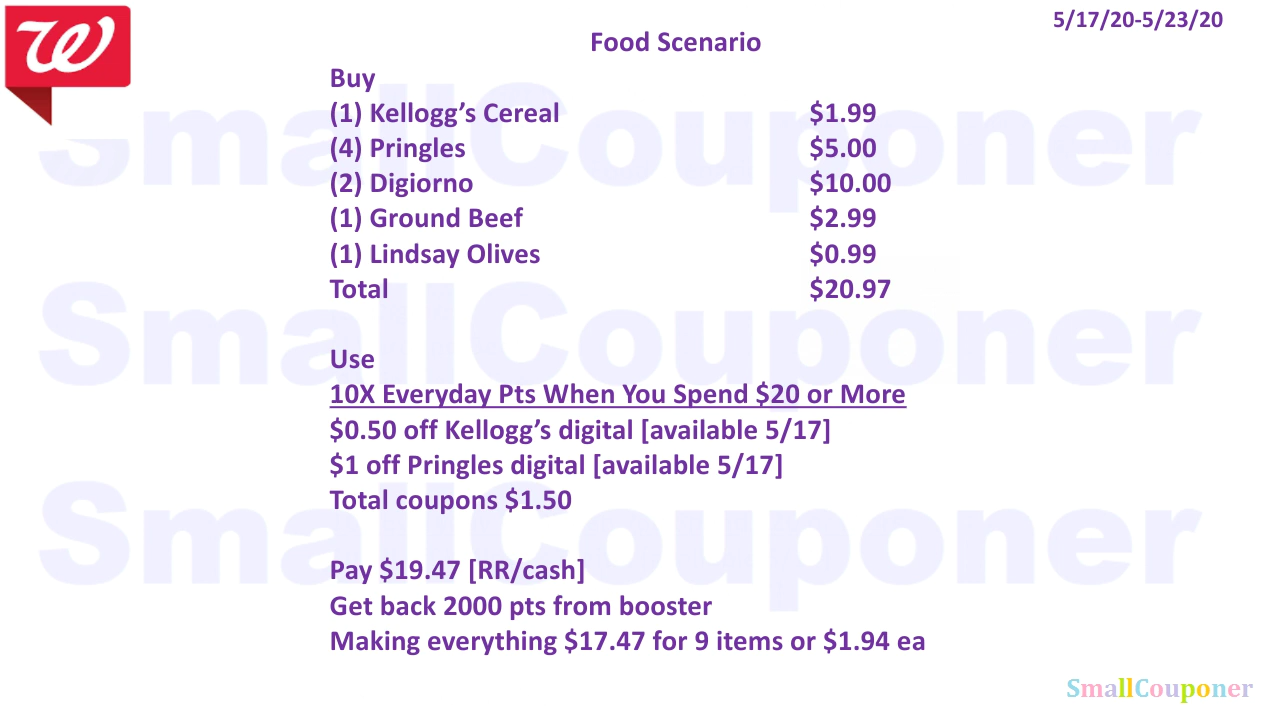 5/17/20-5/23/20
Food Scenario
Buy
(1) Kellogg’s Cereal $1.99
(4) Pringles $5.00
(2) Digiorno $10.00
(1) Ground Beef $2.99
(1) Lindsay Olives $0.99
Total $20.97
Use
10X Everyday Pts When You Spend $20 or More
$0.50 off Kellogg’s digital [available 5/17]
$1 off Pringles digital [available 5/17]
Total coupons $1.50
Pay $19.47 [RR/cash]
Get back 2000 pts from booster
Making everything $17.47 for 9 items or $1.94 ea
SmallCouponer
SmallCouponer
SmallCouponer
SmallCouponer
W